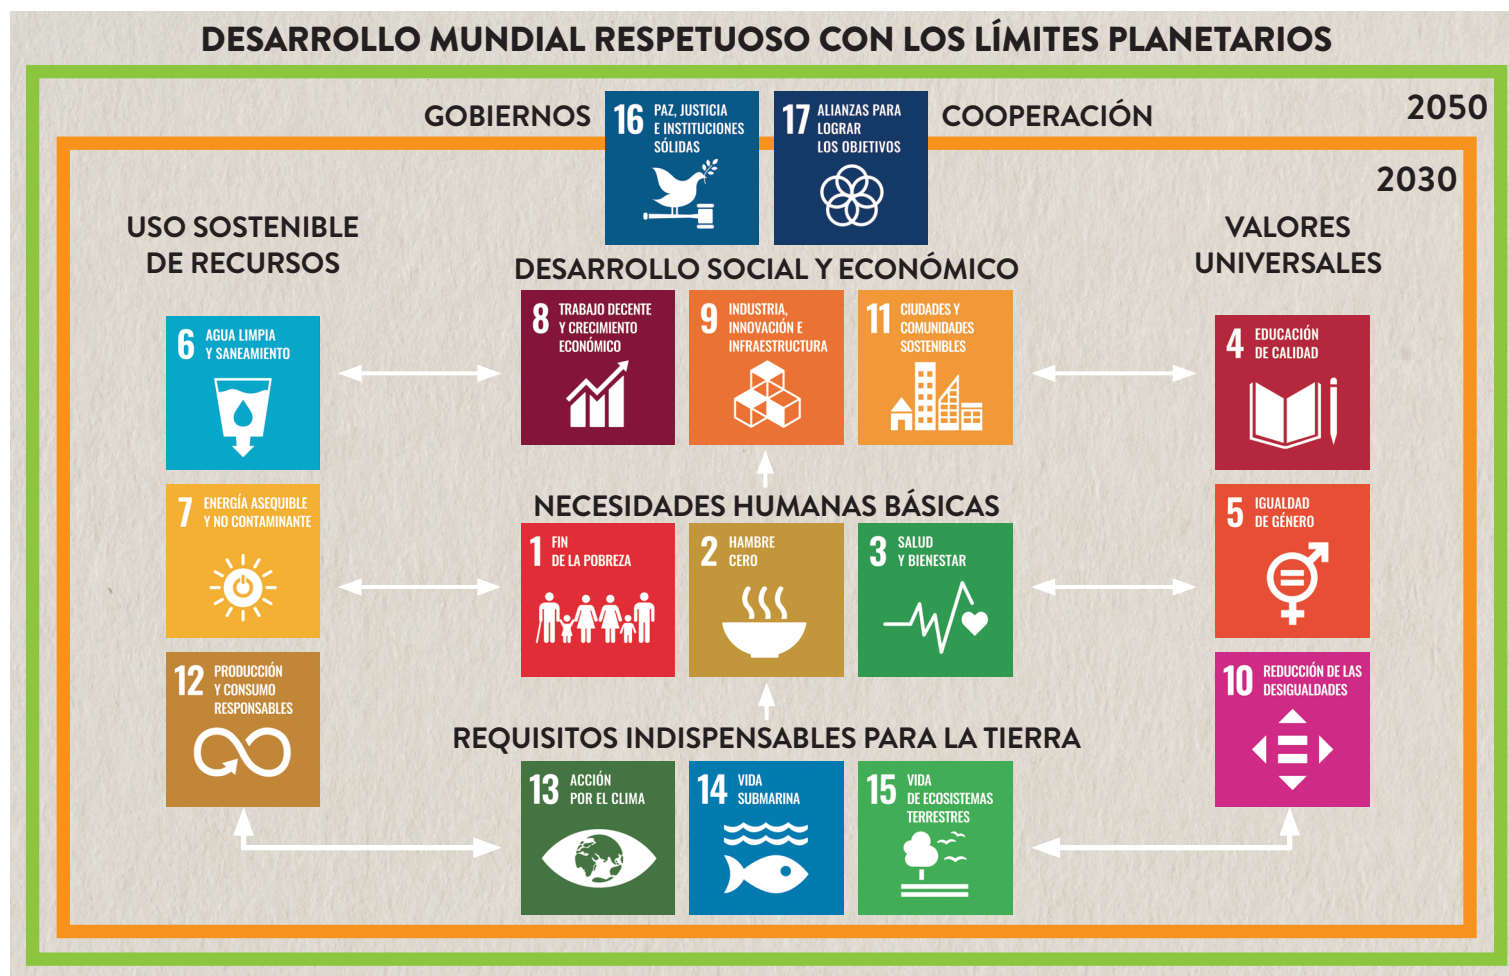 DESARROLLO MUNDIAL RESPETUOSO CON LOS LÍMITES PLANETARIOS
GOBIERNOS
16 PAZ, JUSTICIA
E INSTITUCIONES
SÓLIDAS
17 ALIANZAS PARA
LOGRAR
LOS OBJETIVOS
COOPERACIÓN
2050
2030
USO SOSTENIBLE
DE RECURSOS
6 AGUA LIMPIA
Y SANEAMIENTO
7 ENERGÍA ASEQUIBLE
Y NO CONTAMINANTE
12 PRODUCCIÓN
Y CONSUMO
RESPONSABLES
DESARROLLO SOCIAL Y ECONÓMICO
8 TRABAJO DECENTE
Y CRECIMIENTO
ECONÓMICO
9 INDUSTRIA,
INNOVACIÓN E
INFRAESTRUCTURA
11 CIUDADES Y
COMUNIDADES
SOSTENIBLES
NECESIDADES HUMANAS BÁSICAS
1 FIN
DE LA POBREZA
2 HAMBRE
CERO
3 SALUD
Y BIENESTAR
REQUISITOS INDISPENSABLES PARA LA TIERRA
13 ACCIÓN
POR EL CLIMA
14 VIDA
SUBMARINA
15 VIDA
DE ECOSISTEMAS
TERRESTRES
VALORES
UNIVERSALES
4 EDUCACIÓN
DE CALIDAD
5 IGUALDAD
DE GÉNERO
10 REDUCCIÓN DE LAS
DESIGUALDADES